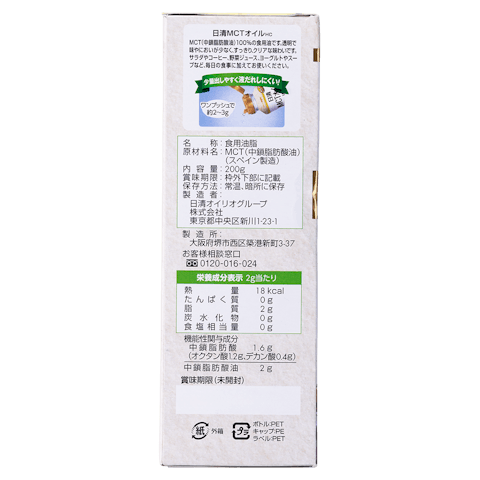 日清MCTオイルHC
MCT(中鎖脂肪酸油)100%の食用油です。透明で
味やにおいが少なく、すっきり、クリアな味わいです。
サラダやコーヒー、野菜ジュース、ヨーグルトやスー
プなど、毎日の食事に加えてお使いください。
少量出しやすく液だれしにくい!
ワンプッシュで
約2〜3g
名称:食用油脂
原材料名:MCT(中鎖脂肪酸油)
(スペイン製造)
内容量:200g
賞味期限:枠外下部に記載
保存方法:常温、暗所に保存
製造者:
日清オイリオグループ
株式会社
東京都中央区新川1-23-1
製造所:
大阪府堺市西区築港新町3-37
お客様相談窓口
0120-016-024
栄養成分表示 2g当たり
熱量 18kcal
たんぱく質 0g
脂質 2g
炭水化物 0g
食塩相当量 0g
機能性関与成分
中鎖脂肪酸 1.6g
(オクタン酸1.2g、デカン酸0.4g)
中鎖脂肪酸油 2g
賞味期限(未開封)
紙 外箱
プラ ボトル:PET
キャップ:PE
ラベル:PET